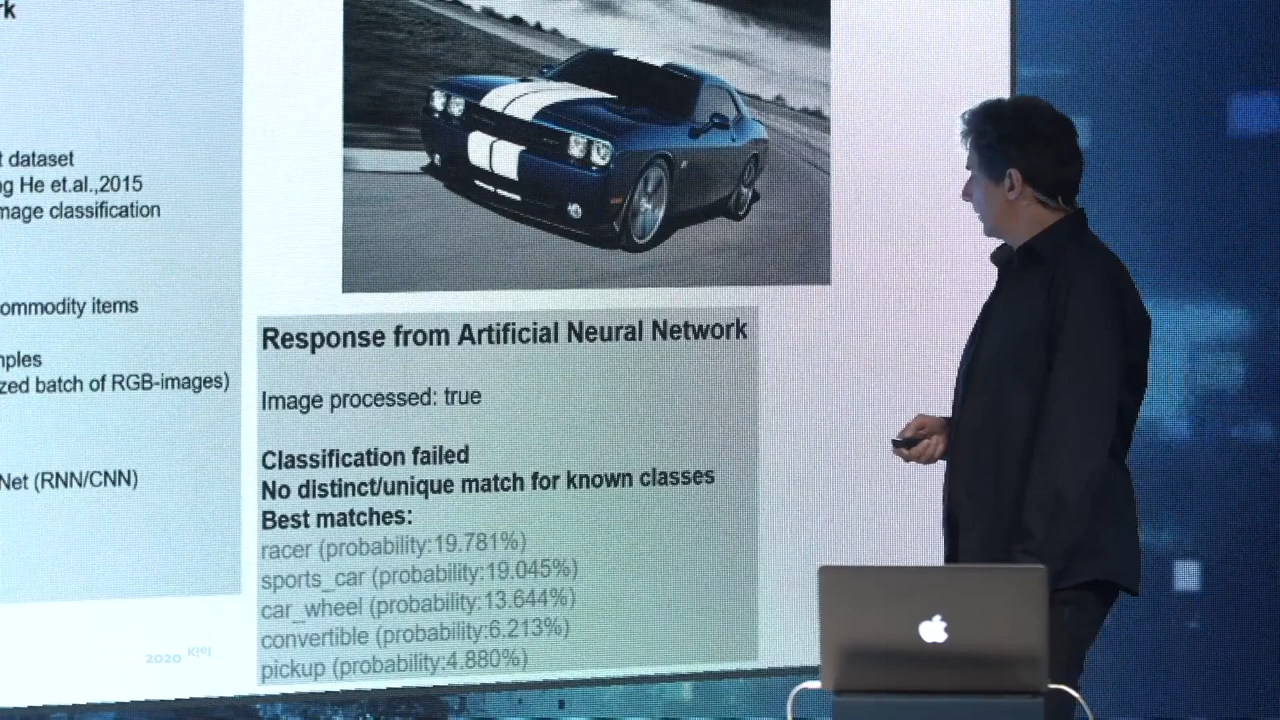 rk
t dataset
ng He et.al.,2015
mage classification
ommodity items
mples
zed batch of RGB-images)
Net (RNN/CNN)
2020 Kiel
Response from Artificial Neural Network
Image processed: true
Classification failed
No distinct/unique match for known classes
Best matches:
racer (probability:19.781%)
sports_car (probability:19.045%)
car_wheel (probability:13.644%)
convertible (probability:6.213%)
pickup (probability:4.880%)